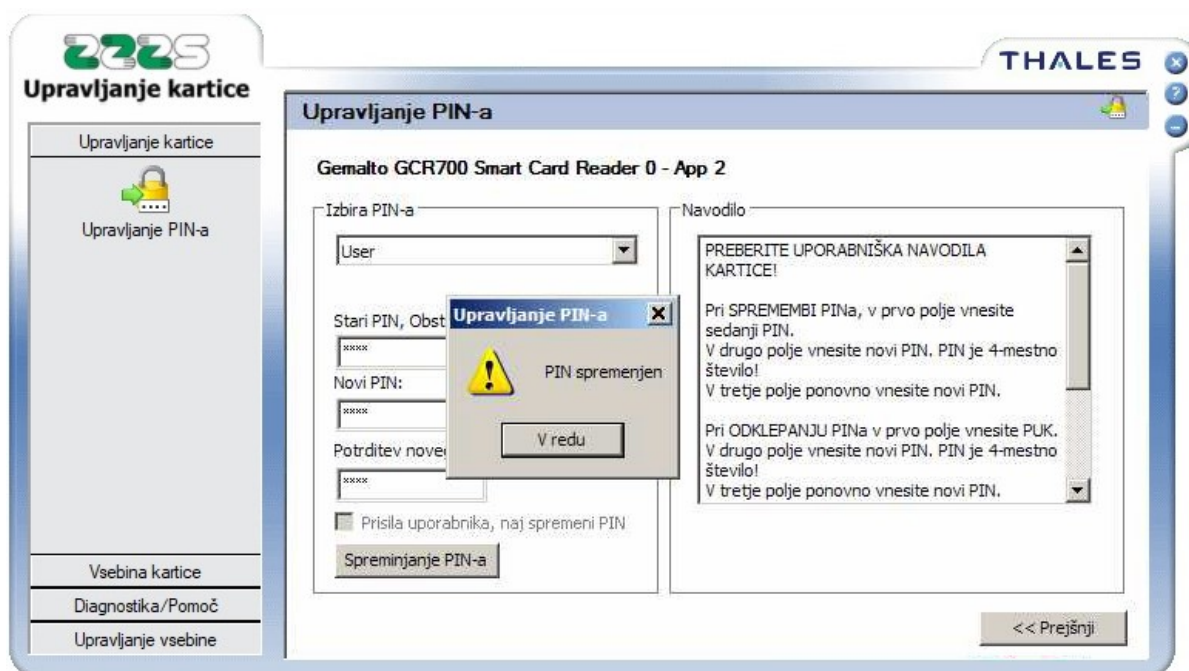 ZZZS
Upravljanje kartice
THALES
Upravljanje kartice
Upravljanje PIN-a
Vsebina kartice
Diagnostika/Pomoč
Upravljanje vsebine
Upravljanje PIN-a
Gemalto GCR700 Smart Card Reader 0 - App 2
Izbira PIN-a
User
Stari PIN, Obst
xxxx
Novi PIN:
xxxx
Potrditev nove
xxxx
Prisila uporabnika, naj spremeni PIN
Spreminjanje PIN-a
Upravljanje PIN-a
PIN spremenjen
V redu
Navodilo
PREBERITE UPORABNIŠKA NAVODILA
KARTICE!
Pri SPREMEMBI PINa, v prvo polje vnesite
sedanji PIN.
V drugo polje vnesite novi PIN. PIN je 4-mestno
število!
V tretje polje ponovno vnesite novi PIN.
Pri ODKLEPANJU PINa v prvo polje vnesite PUK.
V drugo polje vnesite novi PIN. PIN je 4-mestno
število!
V tretje polje ponovno vnesite novi PIN.
<< Prejšnji